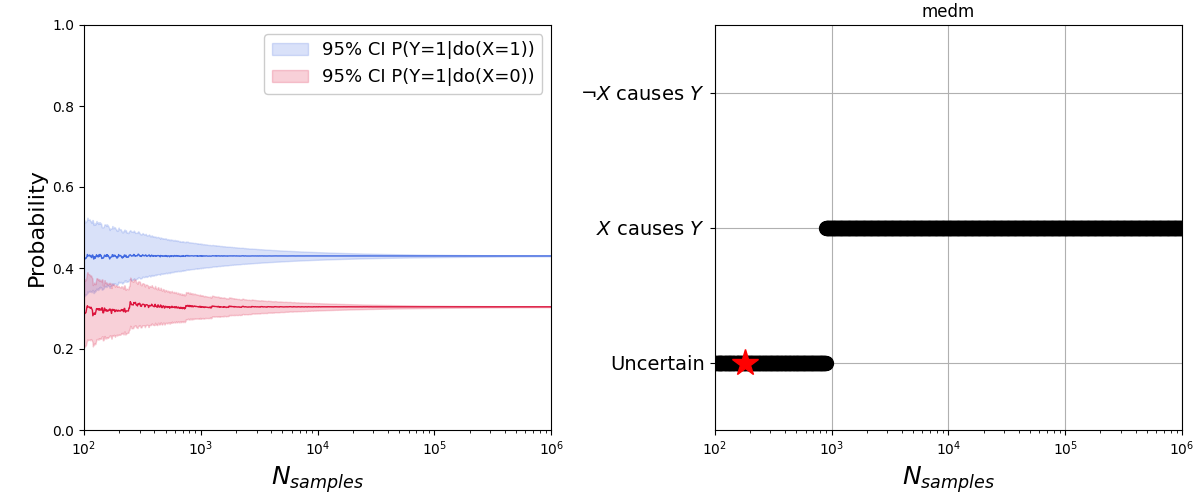 95% CI P(Y=1|do(X=1))
95% CI P(Y=1|do(X=0))
Probability
1.0
0.8
0.6
0.4
0.2
0.0
10²
10³
10⁴
10⁵
10⁶
N_samples
medm
¬X causes Y
X causes Y
Uncertain
10²
10³
10⁴
10⁵
10⁶
N_samples